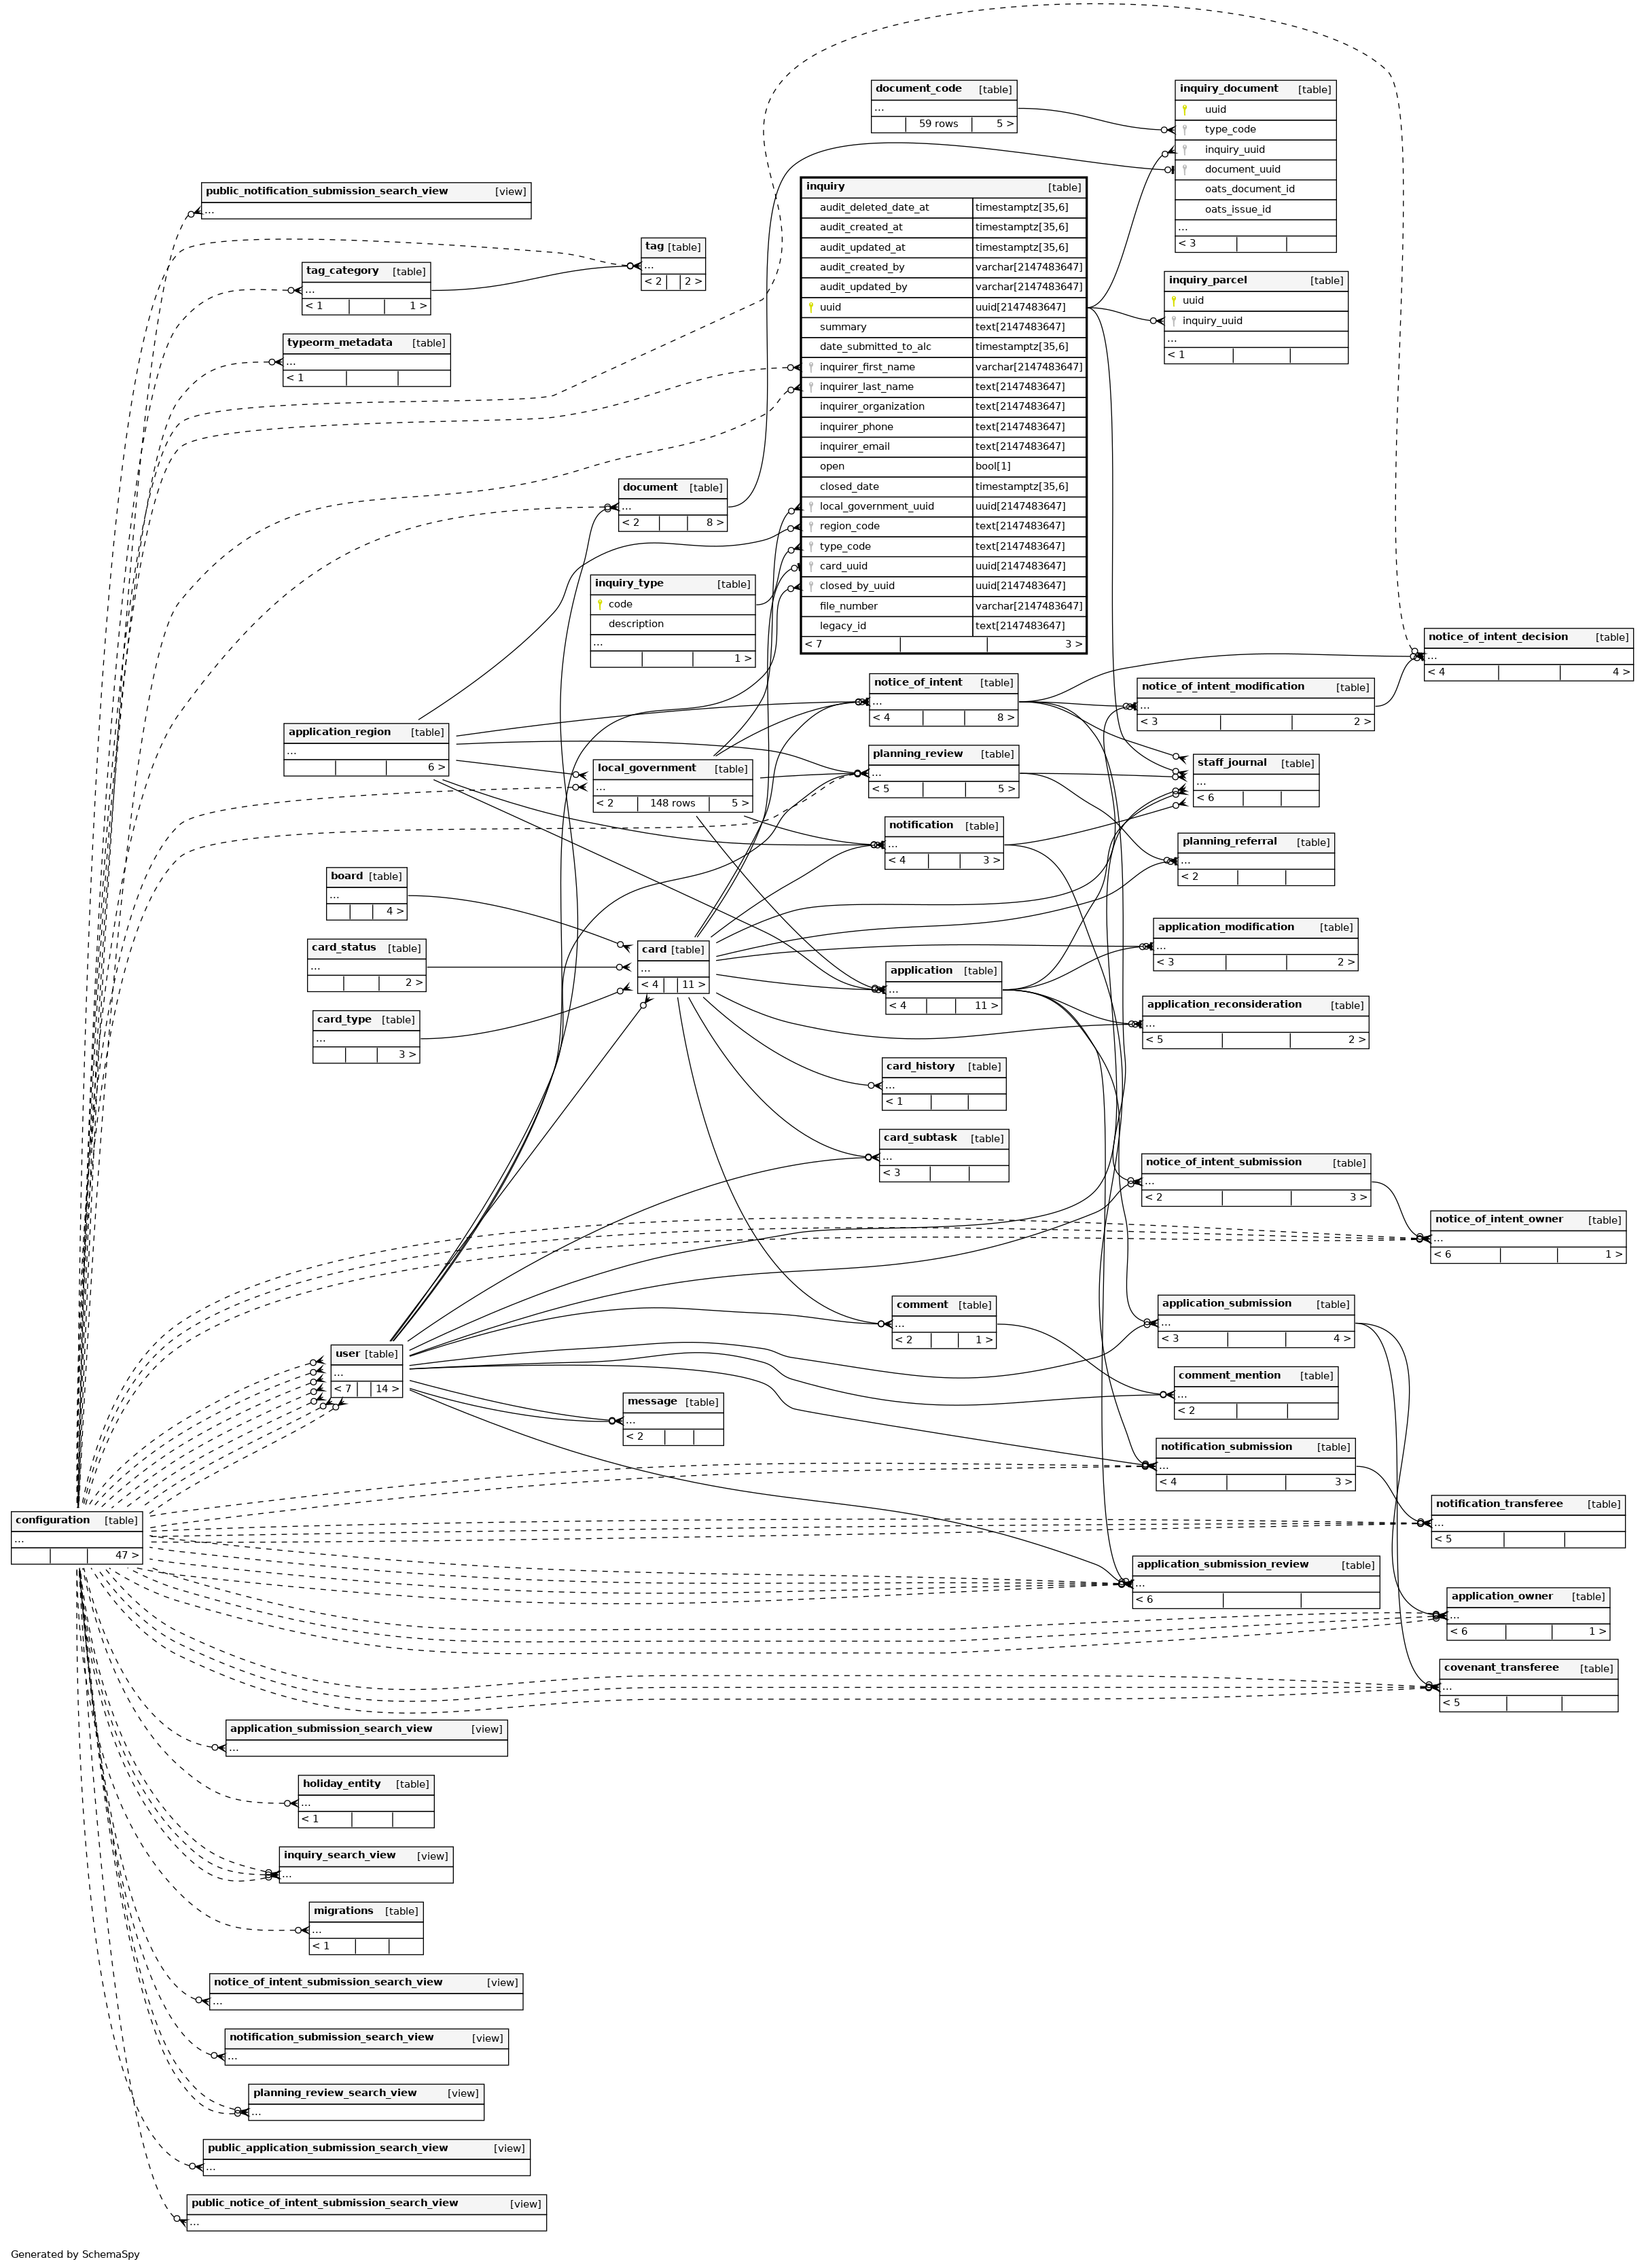 document_code [table]
...
59 rows 5 >
inquiry_document [table]
uuid
type_code
inquiry_uuid
document_uuid
oats_document_id
oats_issue_id
...
< 3
public_notification_submission_search_view [view]
...
inquiry [table]
audit_deleted_date_at timestamptz[35,6]
audit_created_at timestamptz[35,6]
audit_updated_at timestamptz[35,6]
audit_created_by varchar[2147483647]
audit_updated_by varchar[2147483647]
uuid uuid[2147483647]
summary text[2147483647]
date_submitted_to_alc timestamptz[35,6]
inquirer_first_name varchar[2147483647]
inquirer_last_name text[2147483647]
inquirer_organization text[2147483647]
inquirer_phone text[2147483647]
inquirer_email text[2147483647]
open bool[1]
closed_date timestamptz[35,6]
local_government_uuid uuid[2147483647]
region_code text[2147483647]
type_code text[2147483647]
card_uuid uuid[2147483647]
closed_by_uuid uuid[2147483647]
file_number varchar[2147483647]
legacy_id text[2147483647]
< 7 3 >
tag [table]
...
< 2 2 >
tag_category [table]
...
< 1 1 >
inquiry_parcel [table]
uuid
inquiry_uuid
...
< 1
typeorm_metadata [table]
...
< 1
document [table]
...
< 2 8 >
inquiry_type [table]
code
description
...
1 >
notice_of_intent_decision [table]
...
< 4 4 >
notice_of_intent [table]
...
< 4 8 >
notice_of_intent_modification [table]
...
< 3 2 >
application_region [table]
...
6 >
planning_review [table]
...
< 5 5 >
local_government [table]
...
< 2 148 rows 5 >
staff_journal [table]
...
< 6
notification [table]
...
< 4 3 >
planning_referral [table]
...
< 2
board [table]
...
4 >
application_modification [table]
...
< 3 2 >
card_status [table]
...
2 >
card [table]
...
< 4 11 >
application [table]
...
< 4 11 >
application_reconsideration [table]
...
< 5 2 >
card_type [table]
...
3 >
card_history [table]
...
< 1
card_subtask [table]
...
< 3
notice_of_intent_submission [table]
...
< 2 3 >
notice_of_intent_owner [table]
...
< 6 1 >
comment [table]
...
< 2 1 >
application_submission [table]
...
< 3 4 >
user [table]
...
< 7 14 >
comment_mention [table]
...
< 2
message [table]
...
< 2
notification_submission [table]
...
< 4 3 >
notification_transferee [table]
...
< 5
configuration [table]
...
47 >
application_submission_review [table]
...
< 6
application_owner [table]
...
< 6 1 >
covenant_transferee [table]
...
< 5
application_submission_search_view [view]
...
holiday_entity [table]
...
< 1
inquiry_search_view [view]
...
migrations [table]
...
< 1
notice_of_intent_submission_search_view [view]
...
notification_submission_search_view [view]
...
planning_review_search_view [view]
...
public_application_submission_search_view [view]
...
public_notice_of_intent_submission_search_view [view]
...
Generated by SchemaSpy